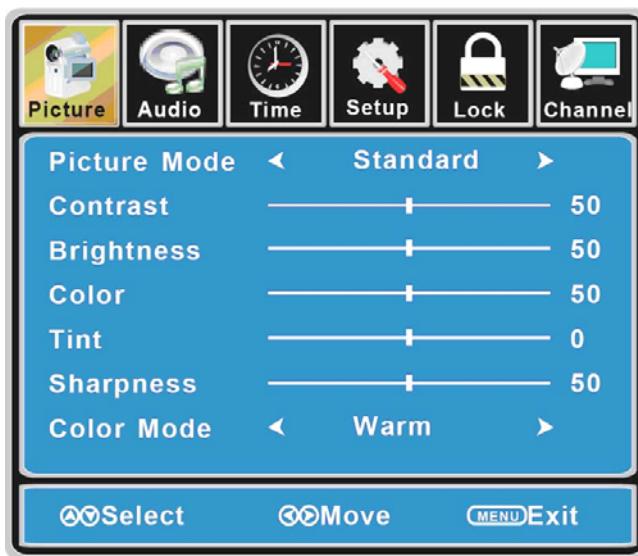 Picture Audio Time Setup Lock Channel
Picture Mode Standard
Contrast 50
Brightness 50
Color 50
Tint 0
Sharpness 50
Color Mode Warm
Select Move MENU Exit